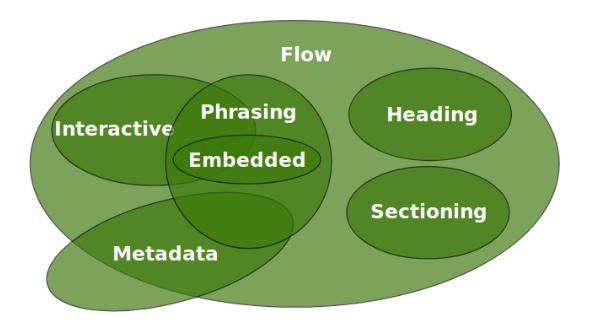 Flow
Phrasing
Heading
Interactive
Embedded
Sectioning
Metadata